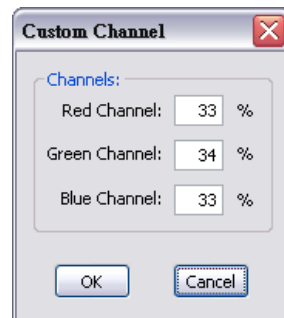 Custom Channel
Channels:
Red Channel: 33 %
Green Channel: 34 %
Blue Channel: 33 %
OK Cancel